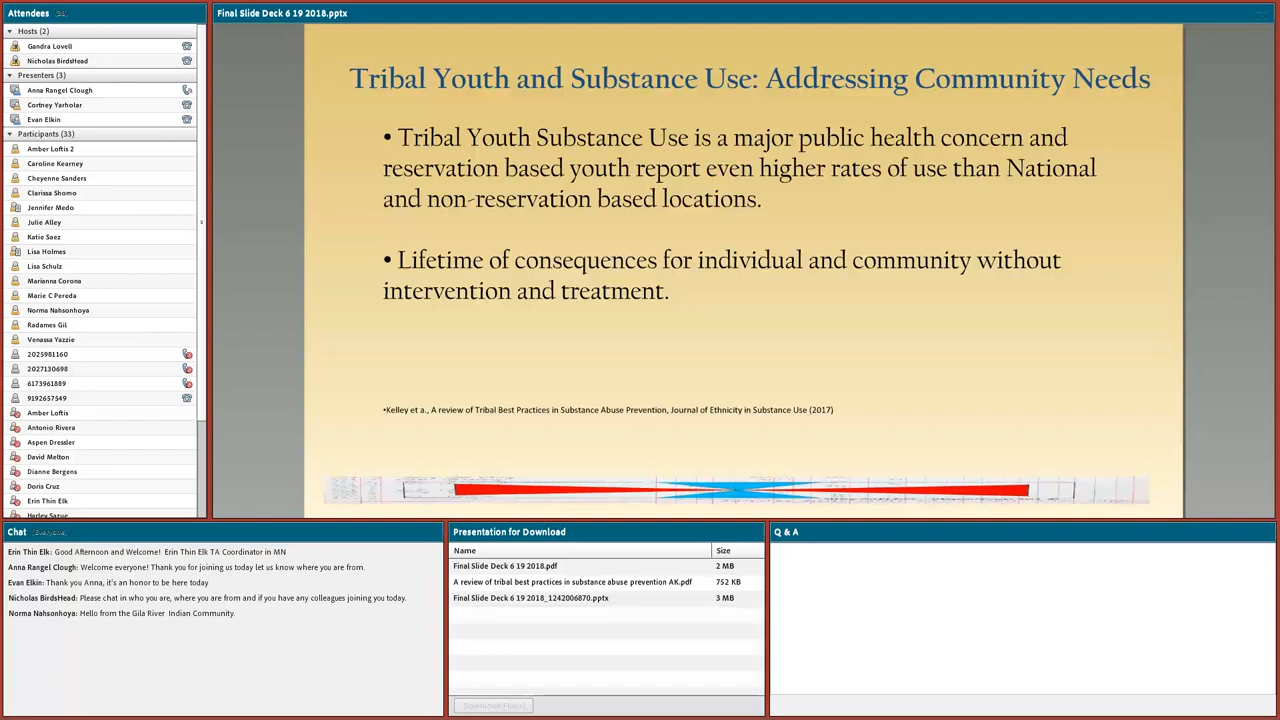 Attendees
Hosts (2)
Gandra Lovell
Nicholas BirdsHead
Presenters (3)
Anna Rangel Clough
Cortney Yarholar
Evan Elkin
Participants (33)
Amber Loftis 2
Caroline Kearney
Cheyenne Sanders
Clarissa Shomo
Jennifer Medo
Julie Alley
Katie Saez
Lisa Holmes
Lisa Schulz
Marianna Corona
Marie C Pereda
Norma Nahsonhoya
Radames Gil
Venassa Yazzie
2025981160
2027130698
6173961889
9192657549
Amber Loftis
Antonio Rivera
Aspen Dressler
David Melton
Dianne Bergens
Doris Cruz
Erin Thin Elk
Final Slide Deck 6 19 2018.pptx
Tribal Youth and Substance Use: Addressing Community Needs
• Tribal Youth Substance Use is a major public health concern and
reservation based youth report even higher rates of use than National
and non-reservation based locations.
• Lifetime of consequences for individual and community without
intervention and treatment.
•Kelley et a., A review of Tribal Best Practices in Substance Abuse Prevention, Journal of Ethnicity in Substance Use (2017)
Chat (Everyone)
Erin Thin Elk: Good Afternoon and Welcome! Erin Thin Elk TA Coordinator in MN
Anna Rangel Clough: Welcome everyone! Thank you for joining us today let us know where you are from.
Evan Elkin: Thank you Anna, it's an honor to be here today
Nicholas BirdsHead: Please chat in who you are, where you are from and if you have any colleagues joining you today.
Norma Nahsonhoya: Hello from the Gila River Indian Community.
Presentation for Download
Name Size
Final Slide Deck 6 19 2018.pdf 2 MB
A review of tribal best practices in substance abuse prevention AK.pdf 752 KB
Final Slide Deck 6 19 2018_1242006870.pptx 3 MB
Download File(s)
Q & A